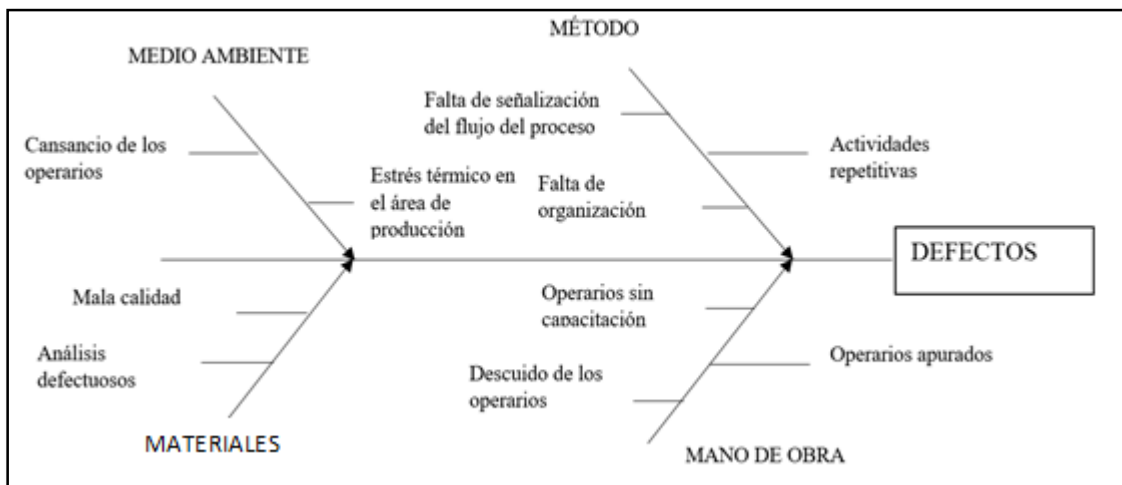 MÉTODO
MEDIO AMBIENTE
Falta de señalización
del flujo del proceso
Cansancio de los
operarios
Actividades
repetitivas
Estrés térmico en
el área de
producción
Falta de
organización
DEFECTOS
Mala calidad
Operarios sin
capacitación
Análisis
defectuosos
Operarios apurados
Descuido de los
operarios
MATERIALES
MANO DE OBRA